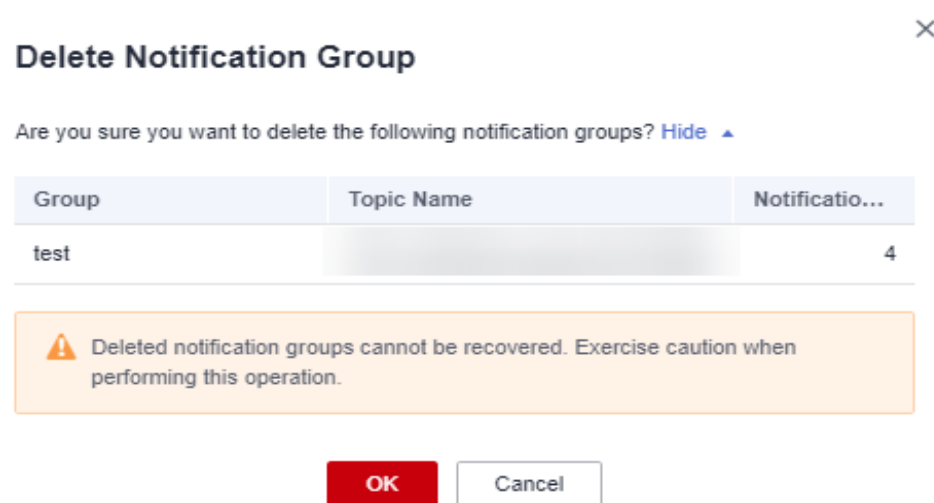 Delete Notification Group
Are you sure you want to delete the following notification groups? Hide
Group Topic Name Notificatio...
test 4
Deleted notification groups cannot be recovered. Exercise caution when
performing this operation.
OK Cancel